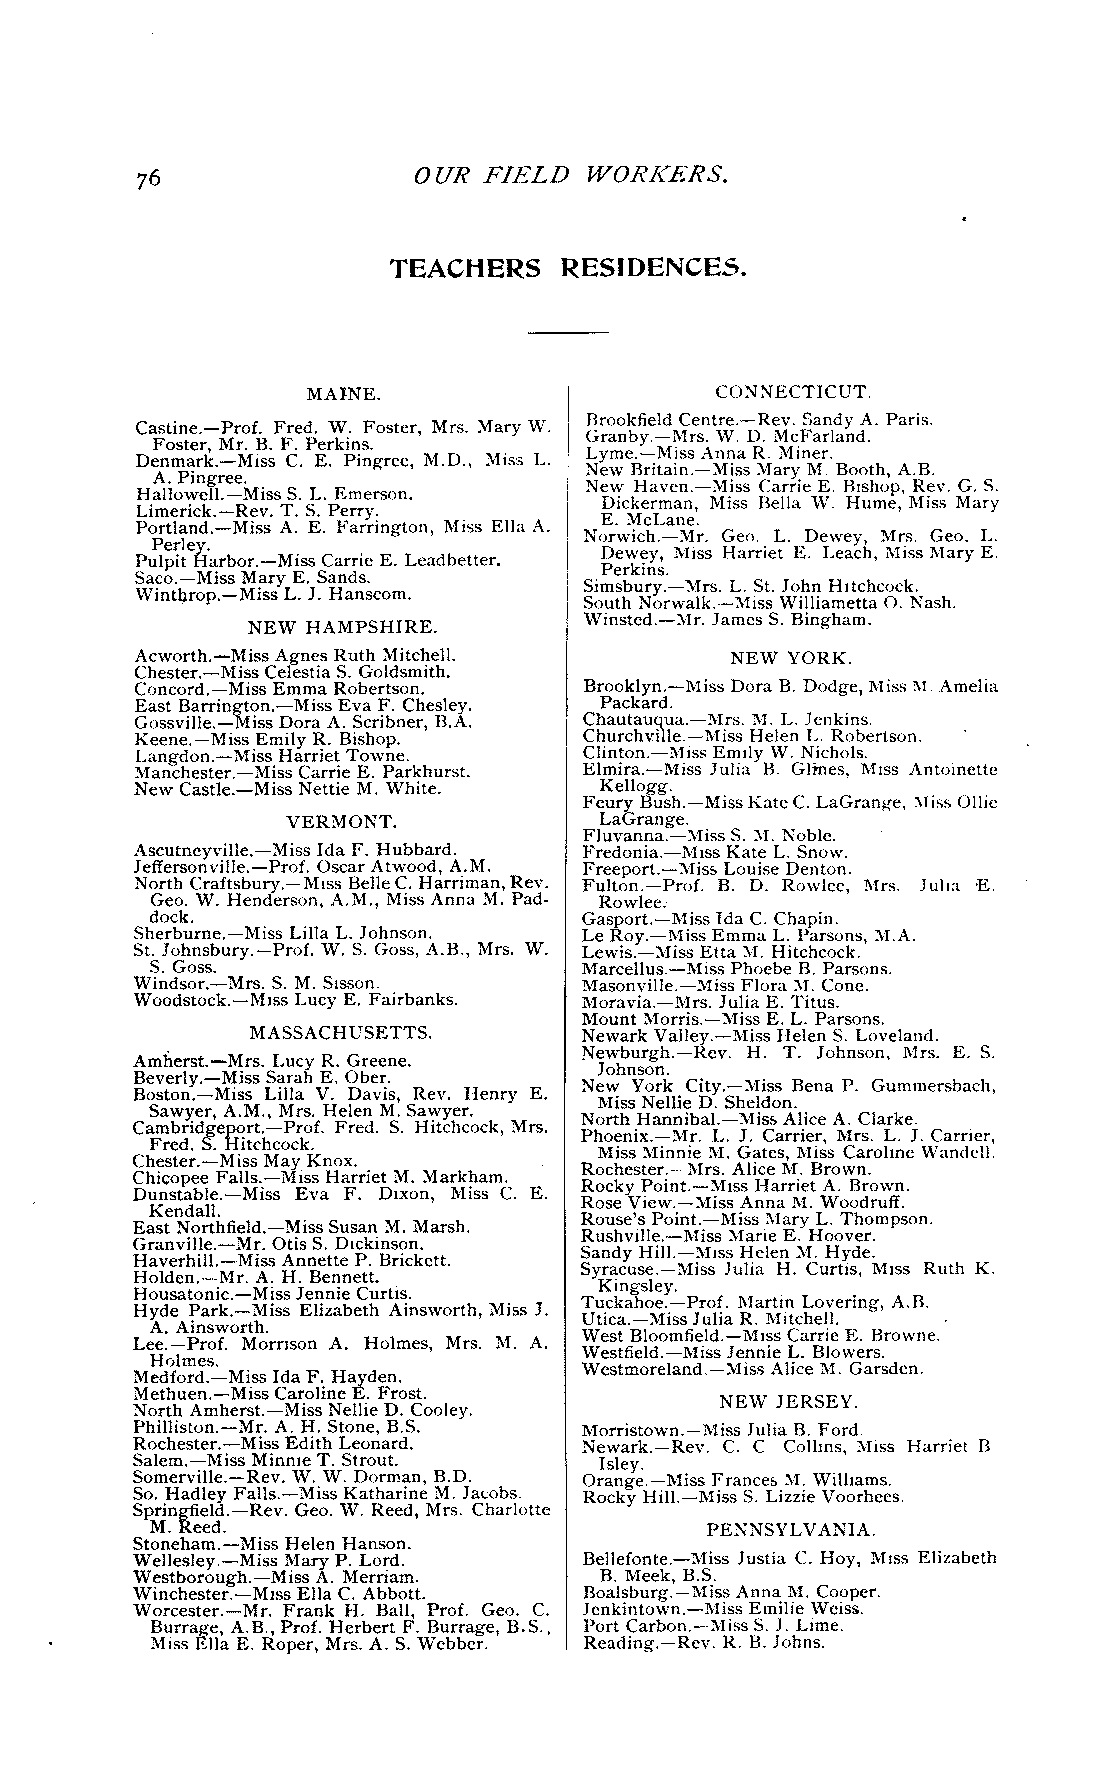 76 OUR FIELD WORKERS.
TEACHERS RESIDENCES.
MAINE.
Castine.—Prof. Fred. W. Foster, Mrs. Mary W.
Foster, Mr. B. F. Perkins.
Denmark.—Miss C. E. Pingree, M.D., Miss L.
A. Pingree.
Hallowell.—Miss S. L. Emerson.
Limerick.—Rev. T. S. Perry.
Portland.—Miss A. E. Farrington, Miss Ella A.
Perley.
Pulpit Harbor.—Miss Carrie E. Leadbetter.
Saco.—Miss Mary E. Sands.
Winthrop.—Miss L. J. Hanscom.
NEW HAMPSHIRE.
Acworth.—Miss Agnes Ruth Mitchell.
Chester.—Miss Celestia S. Goldsmith.
Concord.—Miss Emma Robertson.
East Barrington.—Miss Eva F. Chesley.
Gossville.—Miss Dora A. Scribner, B.A.
Keene.—Miss Emily R. Bishop.
Langdon.—Miss Harriet Towne.
Manchester.—Miss Carrie E. Parkhurst.
New Castle.—Miss Nettie M. White.
VERMONT.
Ascutneyville.—Miss Ida F. Hubbard.
Jeffersonville.—Prof. Oscar Atwood, A.M.
North Craftsbury.—Miss Belle C. Harriman, Rev.
Geo. W. Henderson, A.M., Miss Anna M. Pad-
dock.
Sherburne.—Miss Lilla L. Johnson.
St. Johnsbury.—Prof. W. S. Goss, A.B., Mrs. W.
S. Goss.
Windsor.—Mrs. S. M. Sisson.
Woodstock.—Miss Lucy E. Fairbanks.
MASSACHUSETTS.
Amherst.—Mrs. Lucy R. Greene.
Beverly.—Miss Sarah E. Ober.
Boston.—Miss Lilla V. Davis, Rev. Henry E.
Sawyer, A.M., Mrs. Helen M. Sawyer.
Cambridgeport.—Prof. Fred. S. Hitchcock, Mrs.
Fred. S. Hitchcock.
Chester.—Miss May Knox.
Chicopee Falls.—Miss Harriet M. Markham.
Dunstable.—Miss Eva F. Dixon, Miss C. E.
Kendall.
East Northfield.—Miss Susan M. Marsh.
Granville.—Mr. Otis S. Dickinson.
Haverhill.—Miss Annette P. Brickett.
Holden.—Mr. A. H. Bennett.
Housatonic.—Miss Jennie Curtis.
Hyde Park.—Miss Elizabeth Ainsworth, Miss J.
A. Ainsworth.
Lee.—Prof. Morrison A. Holmes, Mrs. M. A.
Holmes.
Medford.—Miss Ida F. Hayden.
Methuen.—Miss Caroline E. Frost.
North Amherst.—Miss Nellie D. Cooley.
Philliston.—Mr. A. H. Stone, B.S.
Rochester.—Miss Edith Leonard.
Salem.—Miss Minnie T. Strout.
Somerville.—Rev. W. W. Dorman, B.D.
So. Hadley Falls.—Miss Katharine M. Jacobs.
Springfield.—Rev. Geo. W. Reed, Mrs. Charlotte
M. Reed.
Stoneham.—Miss Helen Hanson.
Wellesley.—Miss Mary P. Lord.
Westborough.—Miss A. Merriam.
Winchester.—Miss Ella C. Abbott.
Worcester.—Mr. Frank H. Ball, Prof. Geo. C.
Burrage, A.B., Prof. Herbert F. Burrage, B.S.,
Miss Ella E. Roper, Mrs. A. S. Webber.
CONNECTICUT.
Brookfield Centre.—Rev. Sandy A. Paris.
Granby.—Mrs. W. D. McFarland.
Lyme.—Miss Anna R. Miner.
New Britain.—Miss Mary M. Booth, A.B.
New Haven.—Miss Carrie E. Bishop, Rev. G. S.
Dickerman, Miss Bella W. Hume, Miss Mary
E. McLane.
Norwich.—Mr. Geo. L. Dewey, Mrs. Geo. L.
Dewey, Miss Harriet E. Leach, Miss Mary E.
Perkins.
Simsbury.—Mrs. L. St. John Hitchcock.
South Norwalk.—Miss Williametta O. Nash.
Winsted.—Mr. James S. Bingham.
NEW YORK.
Brooklyn.—Miss Dora B. Dodge, Miss M. Amelia
Packard.
Chautauqua.—Mrs. M. L. Jenkins.
Churchville.—Miss Helen L. Robertson.
Clinton.—Miss Emily W. Nichols.
Elmira.—Miss Julia B. Glines, Miss Antoinette
Kellogg.
Feury Bush.—Miss Kate C. LaGrange, Miss Ollie
LaGrange.
Fluvanna.—Miss S. M. Noble.
Fredonia.—Miss Kate L. Snow.
Freeport.—Miss Louise Denton.
Fulton.—Prof. B. D. Rowlee, Mrs. Julia E.
Rowlee.
Gasport.—Miss Ida C. Chapin.
Le Roy.—Miss Emma L. Parsons, M.A.
Lewis.—Miss Etta M. Hitchcock.
Marcellus.—Miss Phoebe B. Parsons.
Masonville.—Miss Flora M. Cone.
Moravia.—Mrs. Julia E. Titus.
Mount Morris.—Miss E. L. Parsons.
Newark Valley.—Miss Helen S. Loveland.
Newburgh.—Rev. H. T. Johnson, Mrs. E. S.
Johnson.
New York City.—Miss Bena P. Gummersbach,
Miss Nellie D. Sheldon.
North Hannibal.—Miss Alice A. Clarke.
Phoenix.—Mr. L. J. Carrier, Mrs. L. J. Carrier,
Miss Minnie M. Gates, Miss Caroline Wandell.
Rochester.—Mrs. Alice M. Brown.
Rocky Point.—Miss Harriet A. Brown.
Rose View.—Miss Anna M. Woodruff.
Rouse's Point.—Miss Mary L. Thompson.
Rushville.—Miss Marie E. Hoover.
Sandy Hill.—Miss Helen M. Hyde.
Syracuse.—Miss Julia H. Curtis, Miss Ruth K.
Kingsley.
Tuckahoe.—Prof. Martin Lovering, A.B.
Utica.—Miss Julia R. Mitchell.
West Bloomfield.—Miss Carrie E. Browne.
Westfield.—Miss Jennie L. Blowers.
Westmoreland.—Miss Alice M. Garsden.
NEW JERSEY.
Morristown.—Miss Julia B. Ford.
Newark.—Rev. C. C Collins, Miss Harriet B
Isley.
Orange.—Miss Frances M. Williams.
Rocky Hill.—Miss S. Lizzie Voorhees.
PENNSYLVANIA.
Bellefonte.—Miss Justia C. Hoy, Miss Elizabeth
B. Meek, B.S.
Boalsburg.—Miss Anna M. Cooper.
Jenkintown.—Miss Emilie Weiss.
Port Carbon.—Miss S. J. Lime.
Reading.—Rev. R. B. Johns.